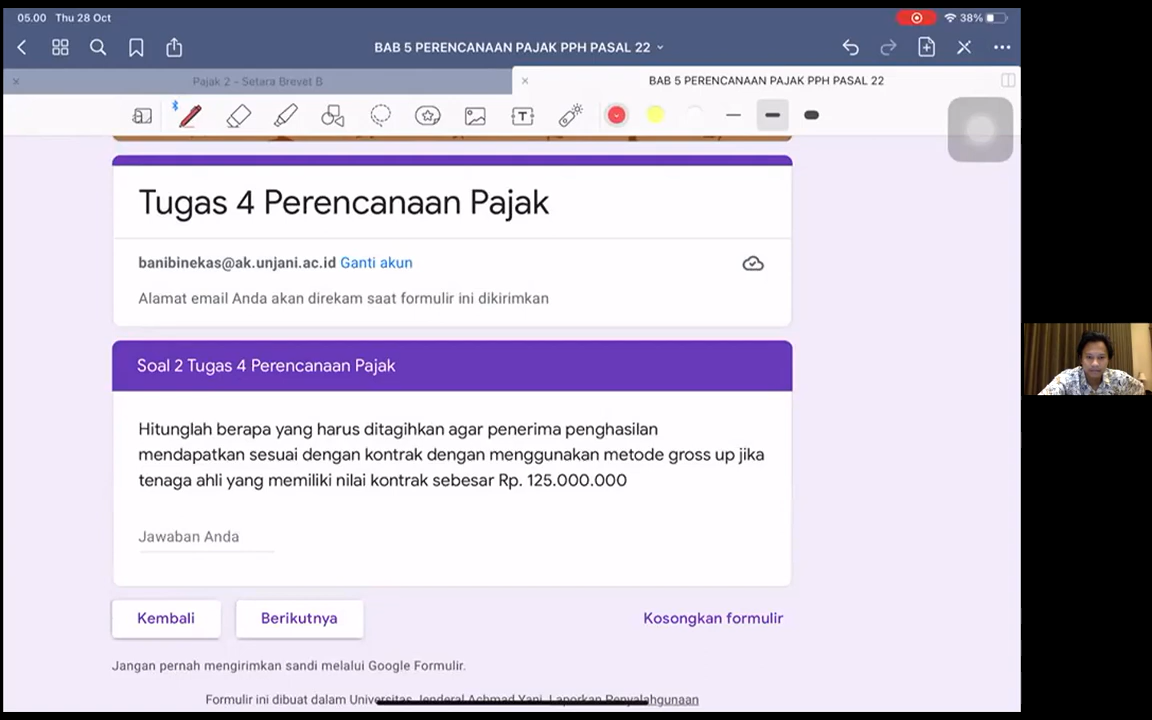 05.00 Thu 28 Oct
38%
BAB 5 PERENCANAAN PAJAK PPH PASAL 22
Pajak 2 - Setara Brevet B
BAB 5 PERENCANAAN PAJAK PPH PASAL 22
T
Tugas 4 Perencanaan Pajak
banibinekas@ak.unjani.ac.id Ganti akun
Alamat email Anda akan direkam saat formulir ini dikirimkan
Soal 2 Tugas 4 Perencanaan Pajak
Hitunglah berapa yang harus ditagihkan agar penerima penghasilan
mendapatkan sesuai dengan kontrak dengan menggunakan metode gross up jika
tenaga ahli yang memiliki nilai kontrak sebesar Rp. 125.000.000
Jawaban Anda
Kembali
Berikutnya
Kosongkan formulir
Jangan pernah mengirimkan sandi melalui Google Formulir.
Formulir ini dibuat dalam Universitas Jenderal Achmad Yani. Laporkan Penyalahgunaan